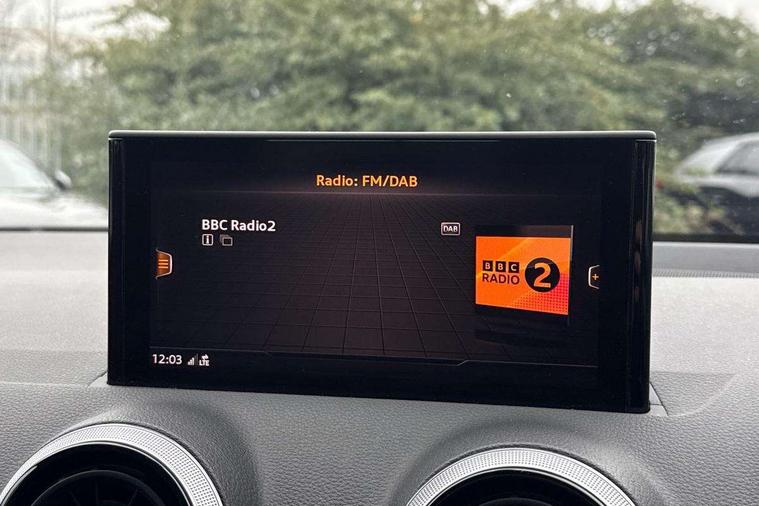 Radio: FM/DAB
BBC Radio2
DAB
BBC
RADIO 2
12:03 LTE